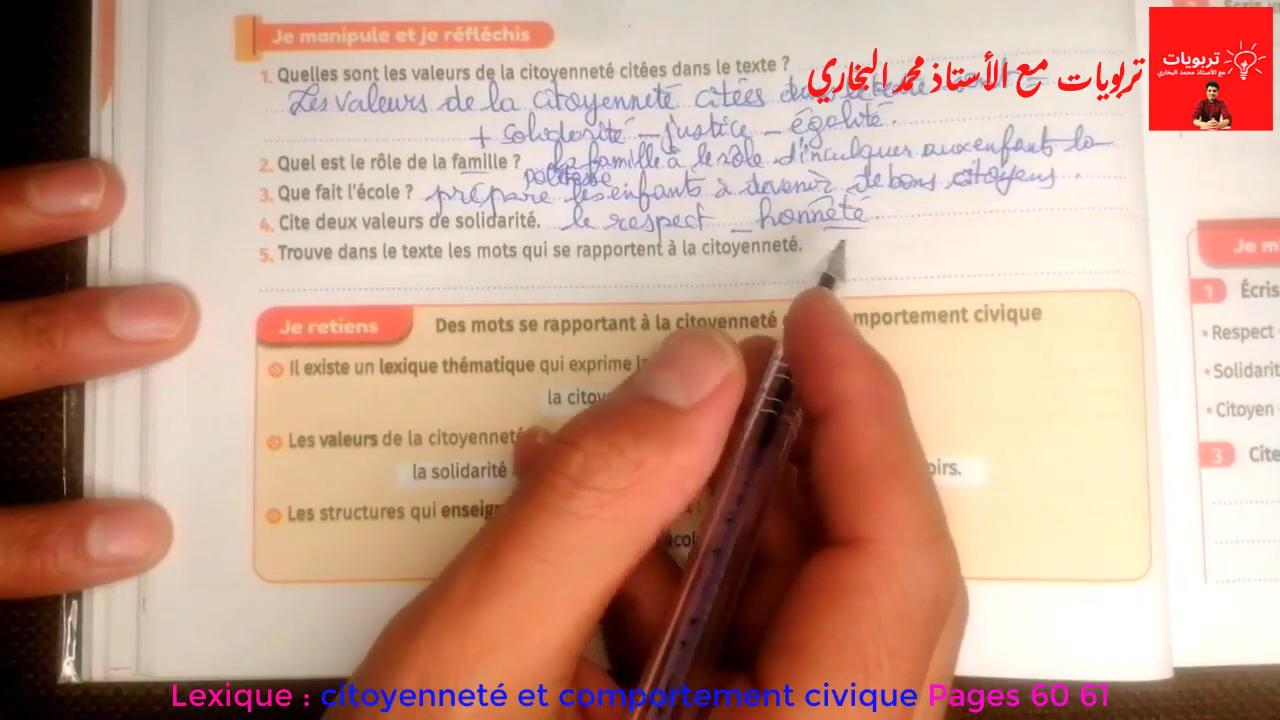 Je manipule et je réfléchis
1. Quelles sont les valeurs de la citoyenneté citées dans le texte ?
Les valeurs de la citoyenneté citées
+ solidarité - justice - égalité.
2. Quel est le rôle de la famille ? la famille à le rôle d'inculquer aux enfants la
politesse
3. Que fait l'école ? prépare les enfants à devenir de bons citoyens.
4. Cite deux valeurs de solidarité. le respect - honnêté
5. Trouve dans le texte les mots qui se rapportent à la citoyenneté.
Je retiens
Des mots se rapportant à la citoyenneté mportement civique
Il existe un lexique thématique qui exprime
la citoy
Les valeurs de la citoyenneté
la solidarité oirs.
Les structures qui enseig
écol
Je m
1 Écris
• Respect
• Solidarit
• Citoyen
3 Cite
تربويات مع الأستاذ محمد البخاري
تربويات
مع الأستاذ محمد البخاري
Lexique : citoyenneté et comportement civique Pages 60 61